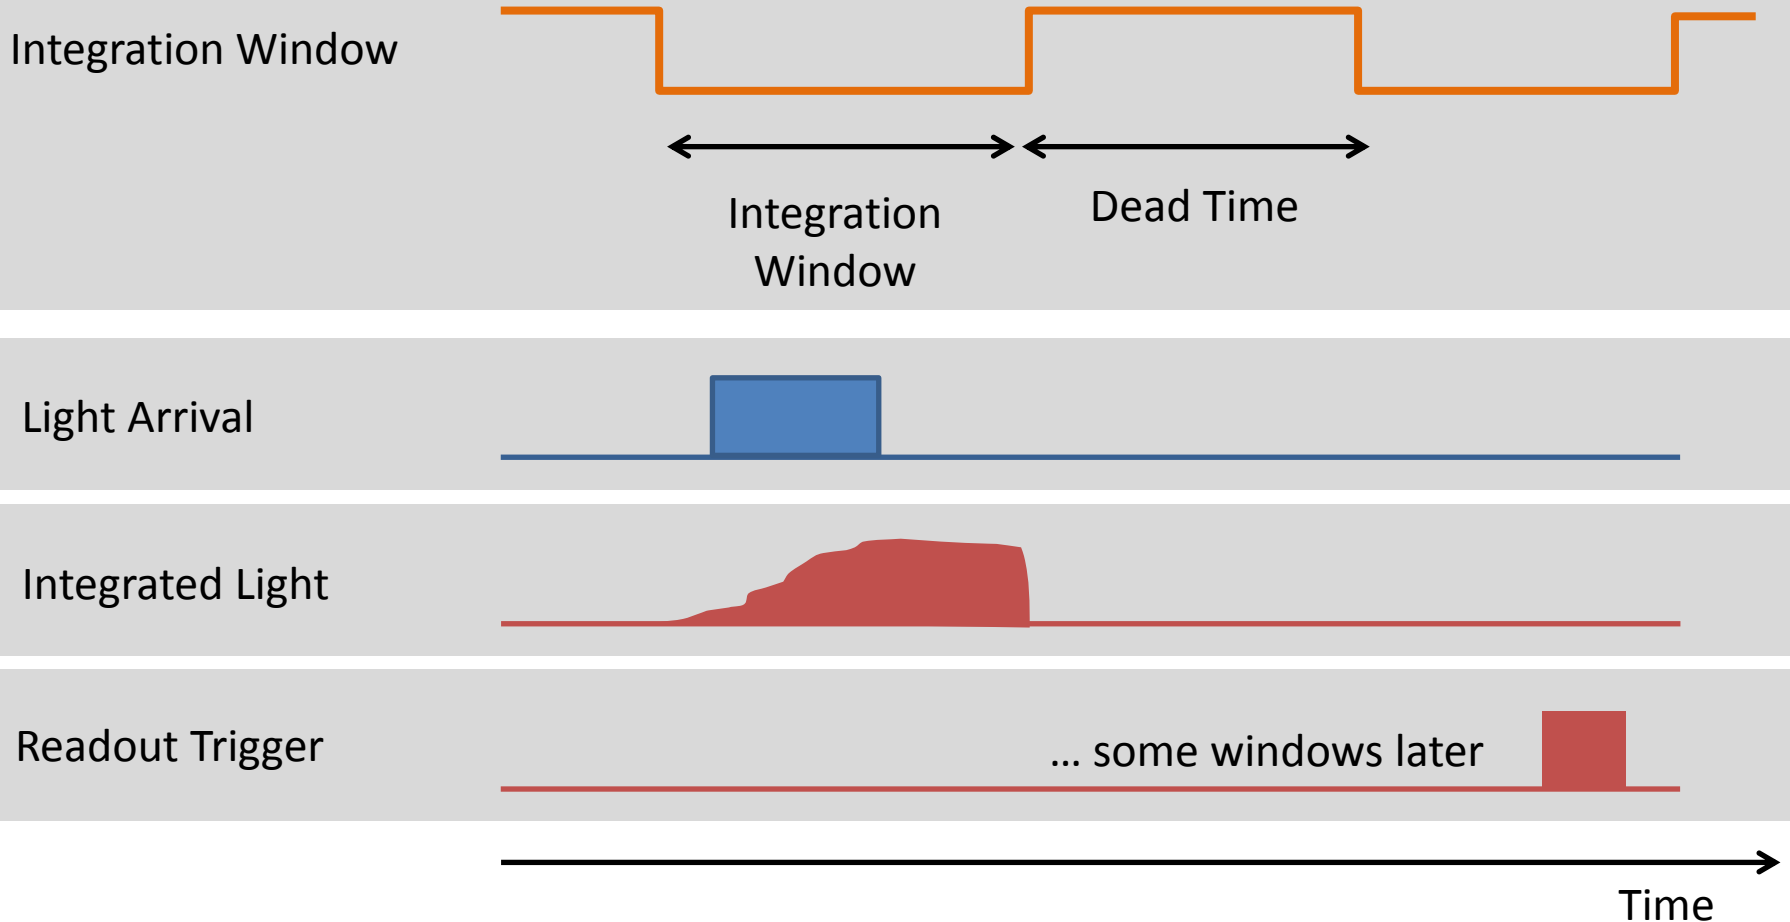 Integration Window
Integration
Window
Dead Time
Light Arrival
Integrated Light
Readout Trigger
... some windows later
Time